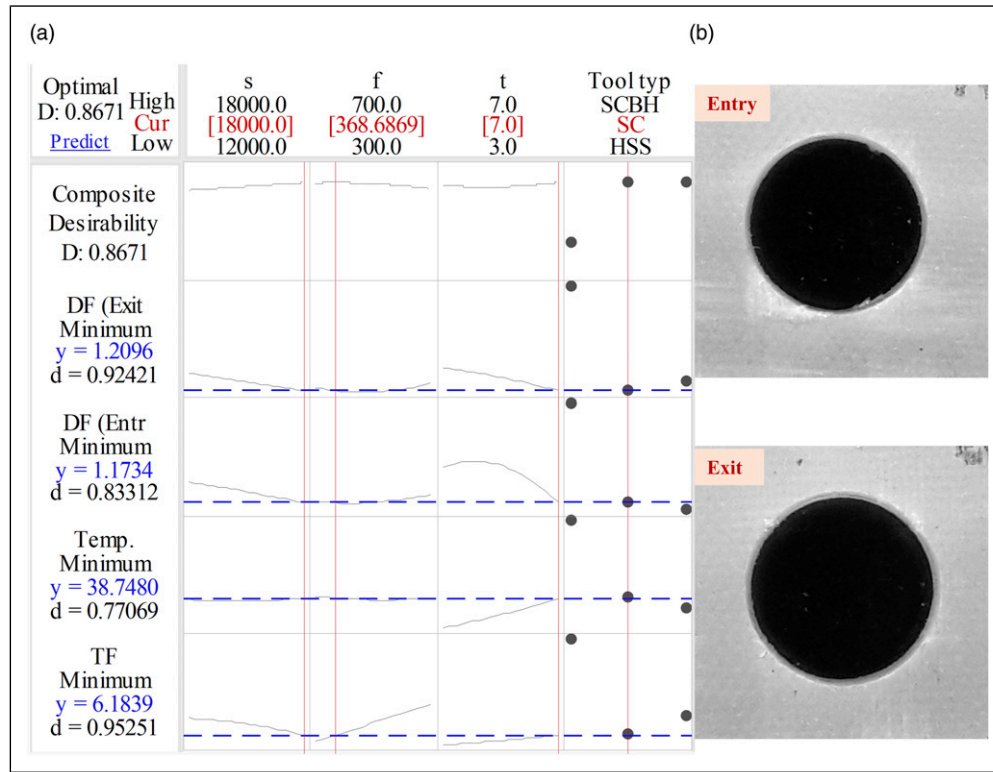 (a)
(b)
Optimal
D: 0.8671
Predict
High
Cur
Low
s
18000.0
[18000.0]
12000.0
f
700.0
[368.6869]
300.0
t
7.0
[7.0]
3.0
Tool typ
SCBH
SC
HSS
Composite
Desirability
D: 0.8671
DF (Exit
Minimum
y = 1.2096
d = 0.92421
DF (Entr
Minimum
y = 1.1734
d = 0.83312
Temp.
Minimum
y = 38.7480
d = 0.77069
TF
Minimum
y = 6.1839
d = 0.95251
Entry
Exit